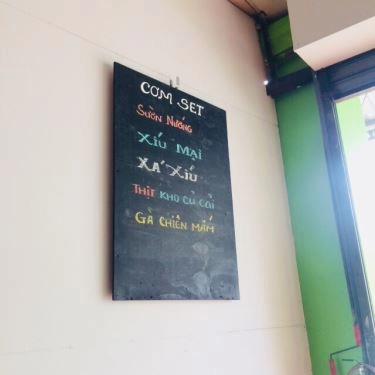 CƠM SET
SƯỜN NƯỚNG
XÍU MẠI
XÁ XÍU
THỊT KHO CỦ CẢI
GÀ CHIÊN MẮM